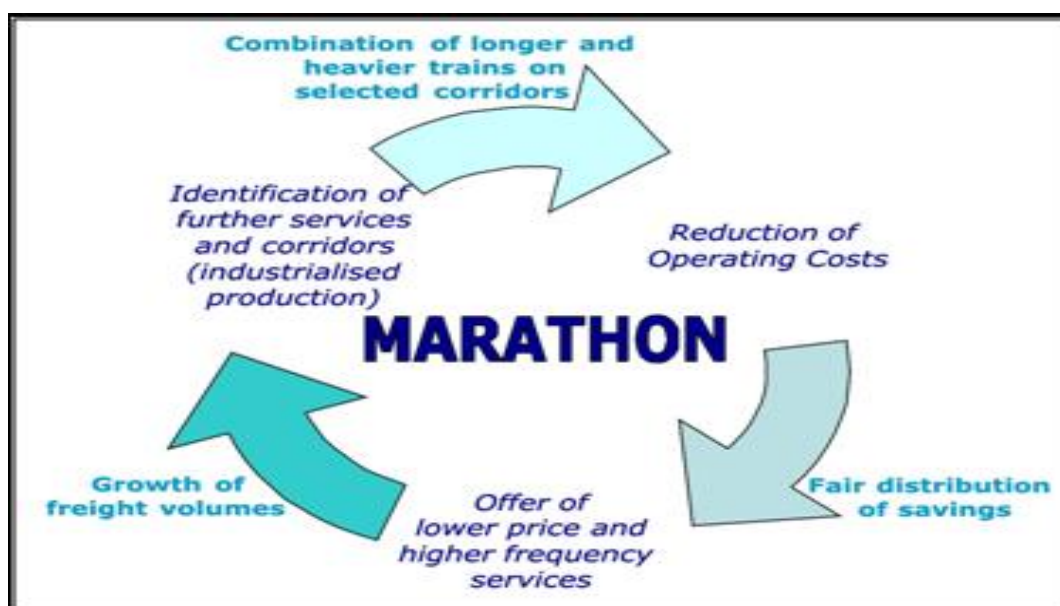 Combination of longer and
heavier trains on
selected corridors
Identification of
further services
and corridors
(industrialised
production)
Reduction of
Operating Costs
MARATHON
Growth of
freight volumes
Offer of
lower price and
higher frequency
services
Fair distribution
of savings